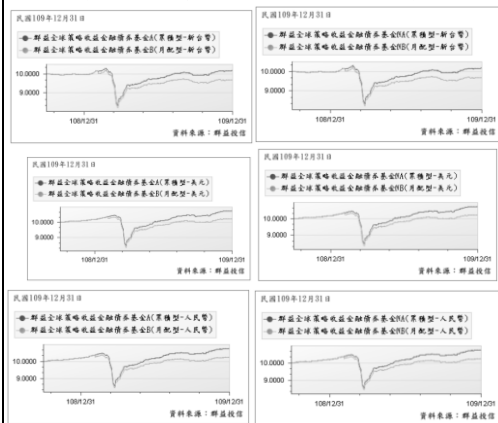 民國109年12月31日
群益全球策略收益金融債券基金A(累積型-新台幣)
群益全球策略收益金融債券基金B(月配型-新台幣)
10.0000
9.0000
108/12/01
109/12/31
資料來源：群益投信
民國109年12月31日
群益全球策略收益金融債券基金NA(累積型-新台幣)
群益全球策略收益金融債券基金NB(月配型-新台幣)
10.0000
9.0000
108/12/01
109/12/31
資料來源：群益投信
民國109年12月31日
群益全球策略收益金融債券基金A(累積型-美元)
群益全球策略收益金融債券基金B(月配型-美元)
10.0000
9.0000
108/12/01
109/12/31
資料來源：群益投信
民國109年12月31日
群益全球策略收益金融債券基金NA(累積型-美元)
群益全球策略收益金融債券基金NB(月配型-美元)
10.0000
9.0000
108/12/01
109/12/31
資料來源：群益投信
民國109年12月31日
群益全球策略收益金融債券基金A(累積型-人民幣)
群益全球策略收益金融債券基金B(月配型-人民幣)
10.0000
9.0000
108/12/01
109/12/31
資料來源：群益投信
民國109年12月31日
群益全球策略收益金融債券基金NA(累積型-人民幣)
群益全球策略收益金融債券基金NB(月配型-人民幣)
10.0000
9.0000
108/12/01
109/12/31
資料來源：群益投信